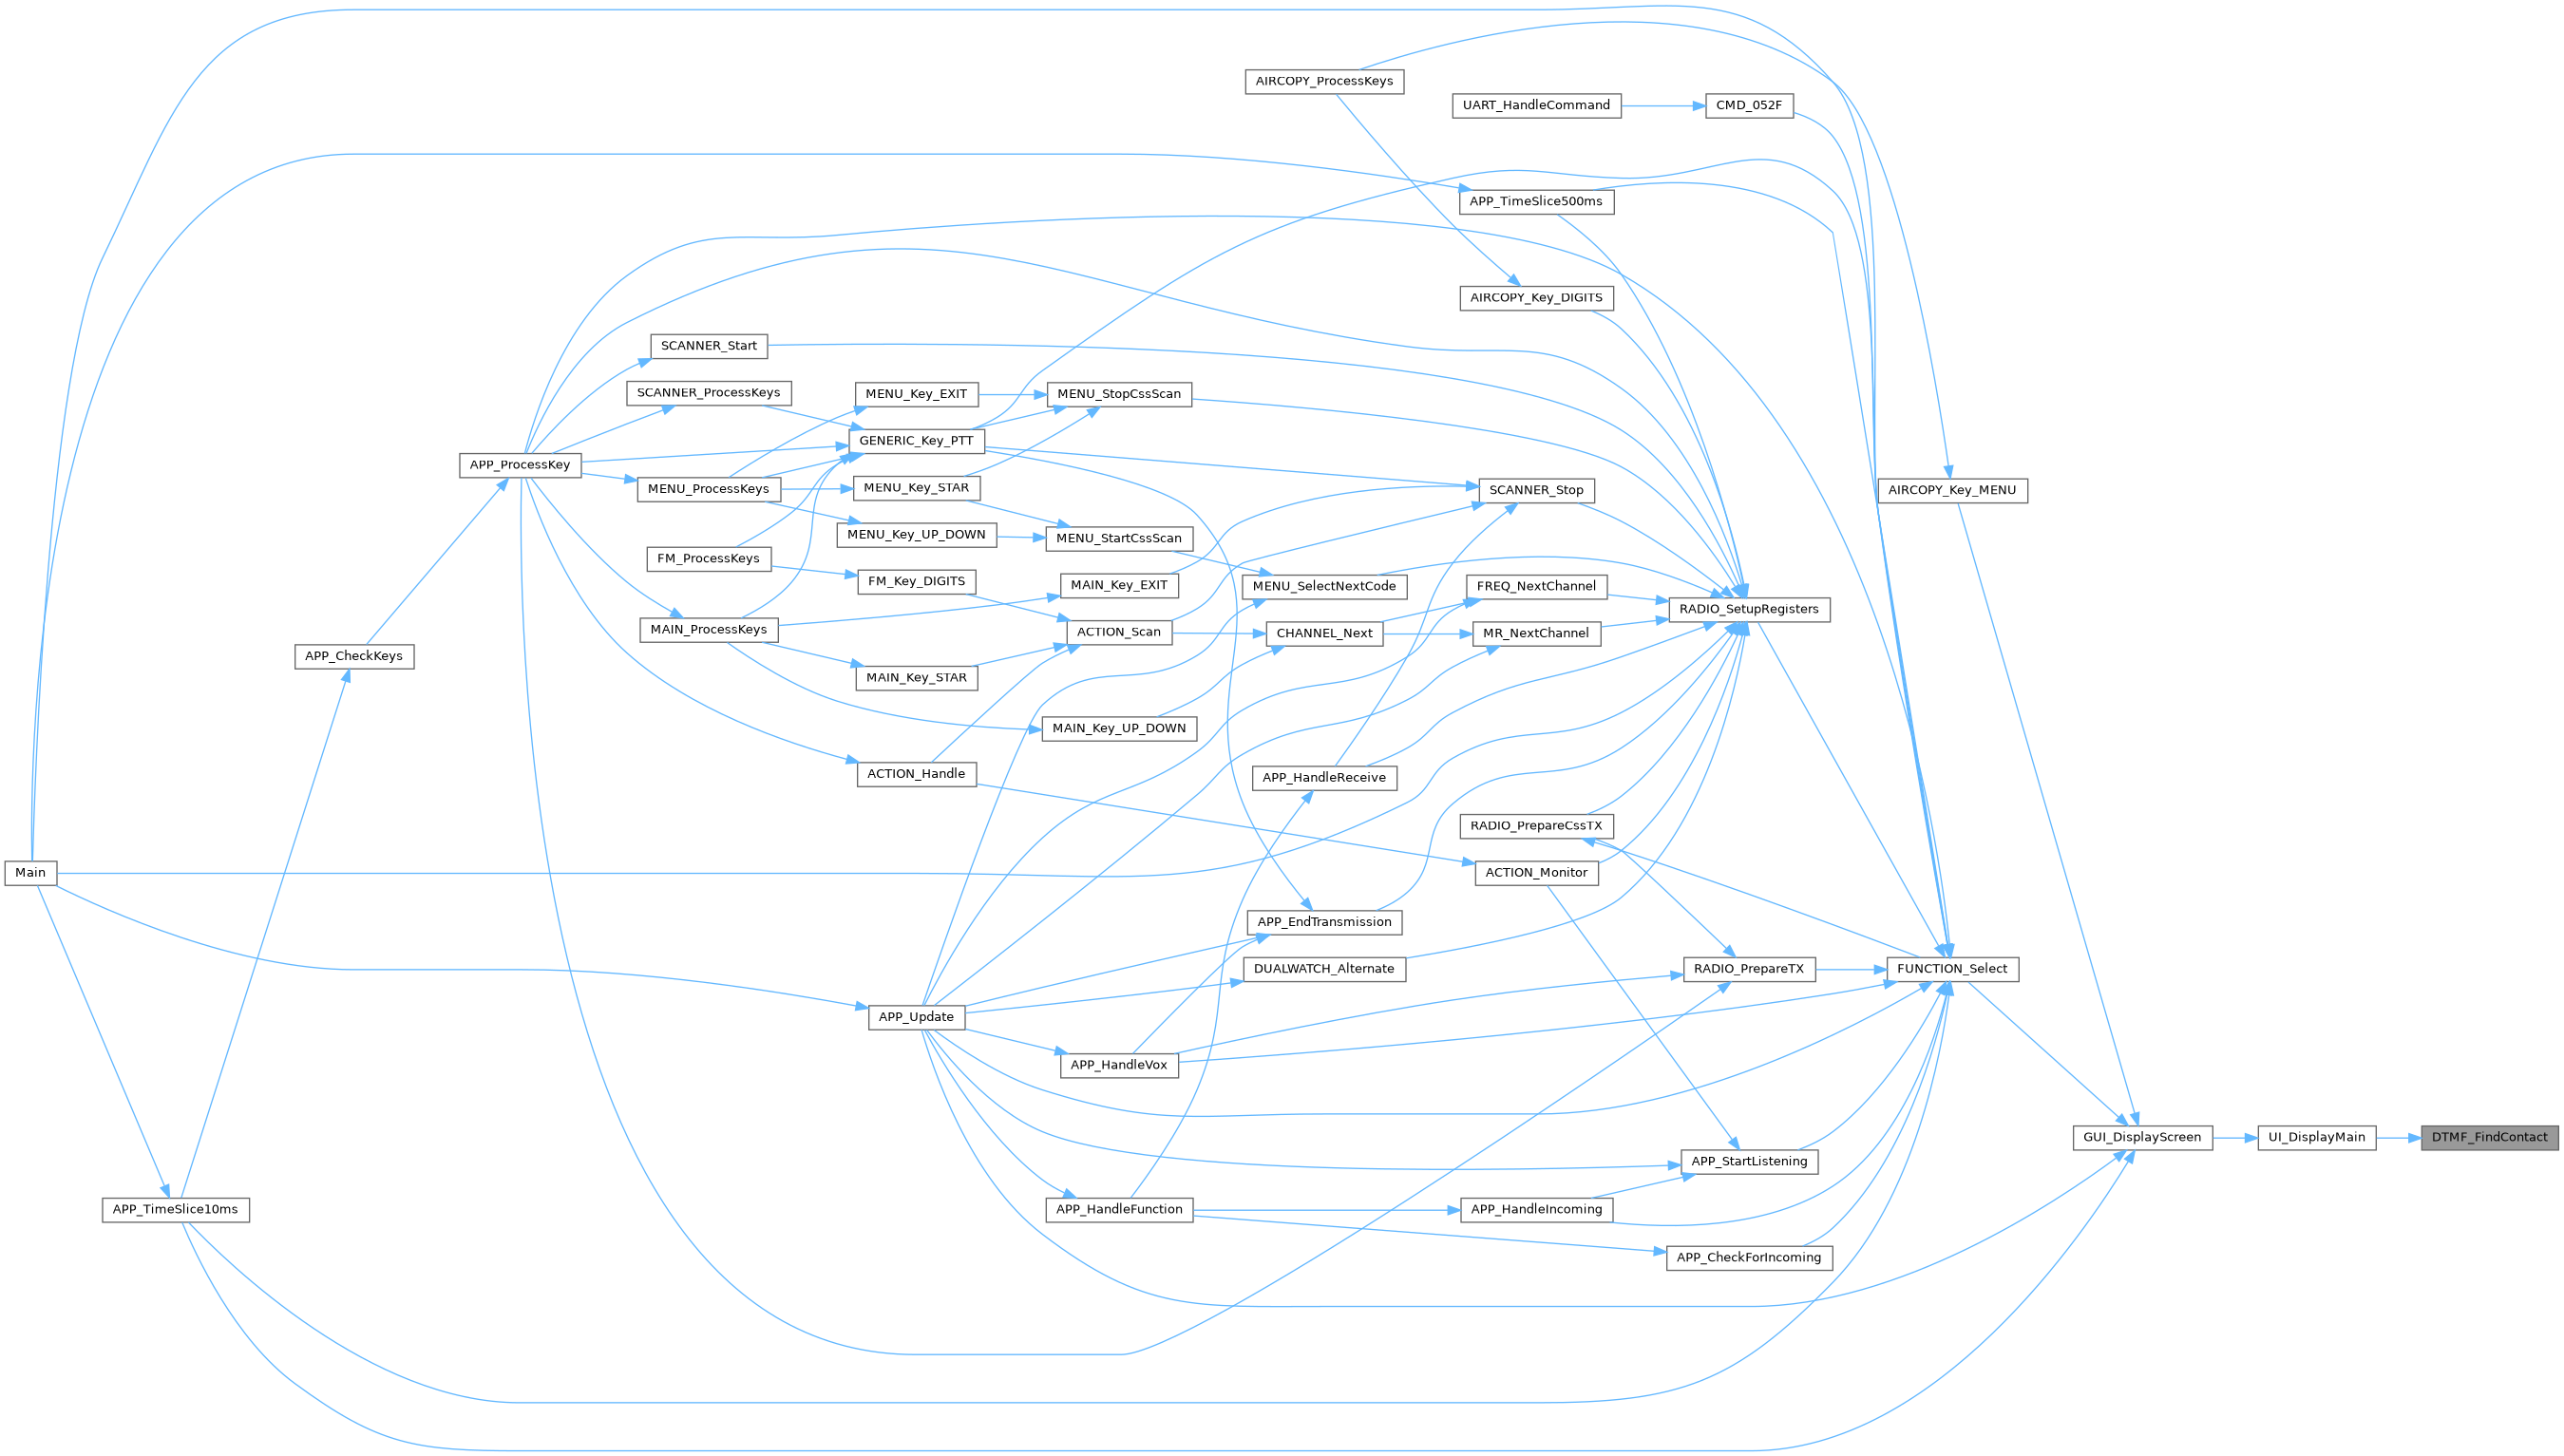 AIRCOPY_ProcessKeys
UART_HandleCommand
CMD_052F
APP_TimeSlice500ms
AIRCOPY_Key_DIGITS
SCANNER_Start
SCANNER_ProcessKeys
MENU_Key_EXIT
MENU_StopCssScan
GENERIC_Key_PTT
APP_ProcessKey
MENU_ProcessKeys
MENU_Key_STAR
SCANNER_Stop
AIRCOPY_Key_MENU
MENU_Key_UP_DOWN
MENU_StartCssScan
FM_ProcessKeys
FM_Key_DIGITS
MAIN_Key_EXIT
MENU_SelectNextCode
FREQ_NextChannel
RADIO_SetupRegisters
MAIN_ProcessKeys
ACTION_Scan
CHANNEL_Next
MR_NextChannel
APP_CheckKeys
MAIN_Key_STAR
MAIN_Key_UP_DOWN
ACTION_Handle
APP_HandleReceive
RADIO_PrepareCssTX
Main
ACTION_Monitor
APP_EndTransmission
DUALWATCH_Alternate
RADIO_PrepareTX
FUNCTION_Select
APP_Update
APP_HandleVox
GUI_DisplayScreen
UI_DisplayMain
DTMF_FindContact
APP_StartListening
APP_TimeSlice10ms
APP_HandleFunction
APP_HandleIncoming
APP_CheckForIncoming